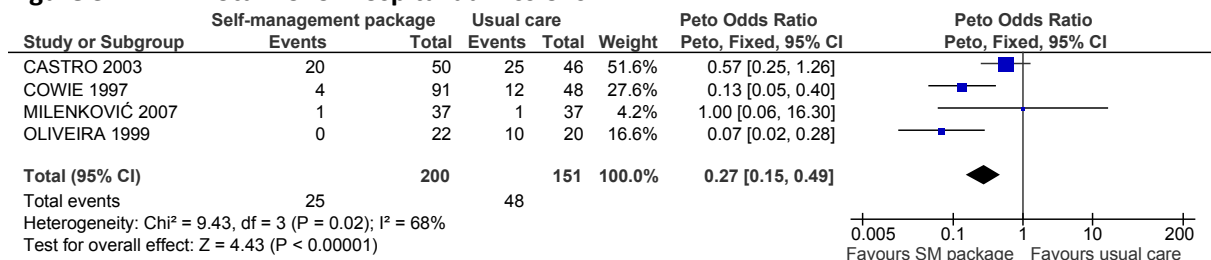 Self-management package Usual care Peto Odds Ratio Peto Odds Ratio
Study or Subgroup Events Total Events Total Weight Peto, Fixed, 95% CI Peto, Fixed, 95% CI
CASTRO 2003 20 50 25 46 51.6% 0.57 [0.25, 1.26]
COWIE 1997 4 91 12 48 27.6% 0.13 [0.05, 0.40]
MILENKOVIĆ 2007 1 37 1 37 4.2% 1.00 [0.06, 16.30]
OLIVEIRA 1999 0 22 10 20 16.6% 0.07 [0.02, 0.28]
Total (95% CI) 200 151 100.0% 0.27 [0.15, 0.49]
Total events 25 48
Heterogeneity: Chi² = 9.43, df = 3 (P = 0.02); I² = 68%
Test for overall effect: Z = 4.43 (P < 0.00001)
0.005 0.1 1 10 200
Favours SM package Favours usual care